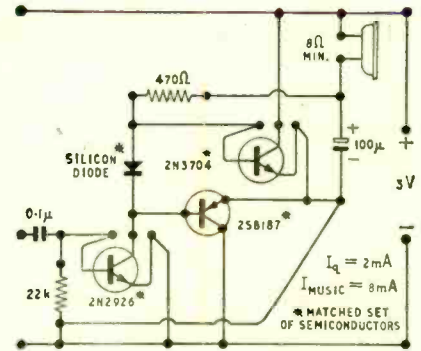 8Ω
MIN.
470Ω
+
100μ
−
+
3V
−
*
SILICON
DIODE
2N3704*
2SB187*
0·1μ
22k
2N2926*
Iq = 2mA
IMUSIC = 8mA
* MATCHED SET
OF SEMICONDUCTORS